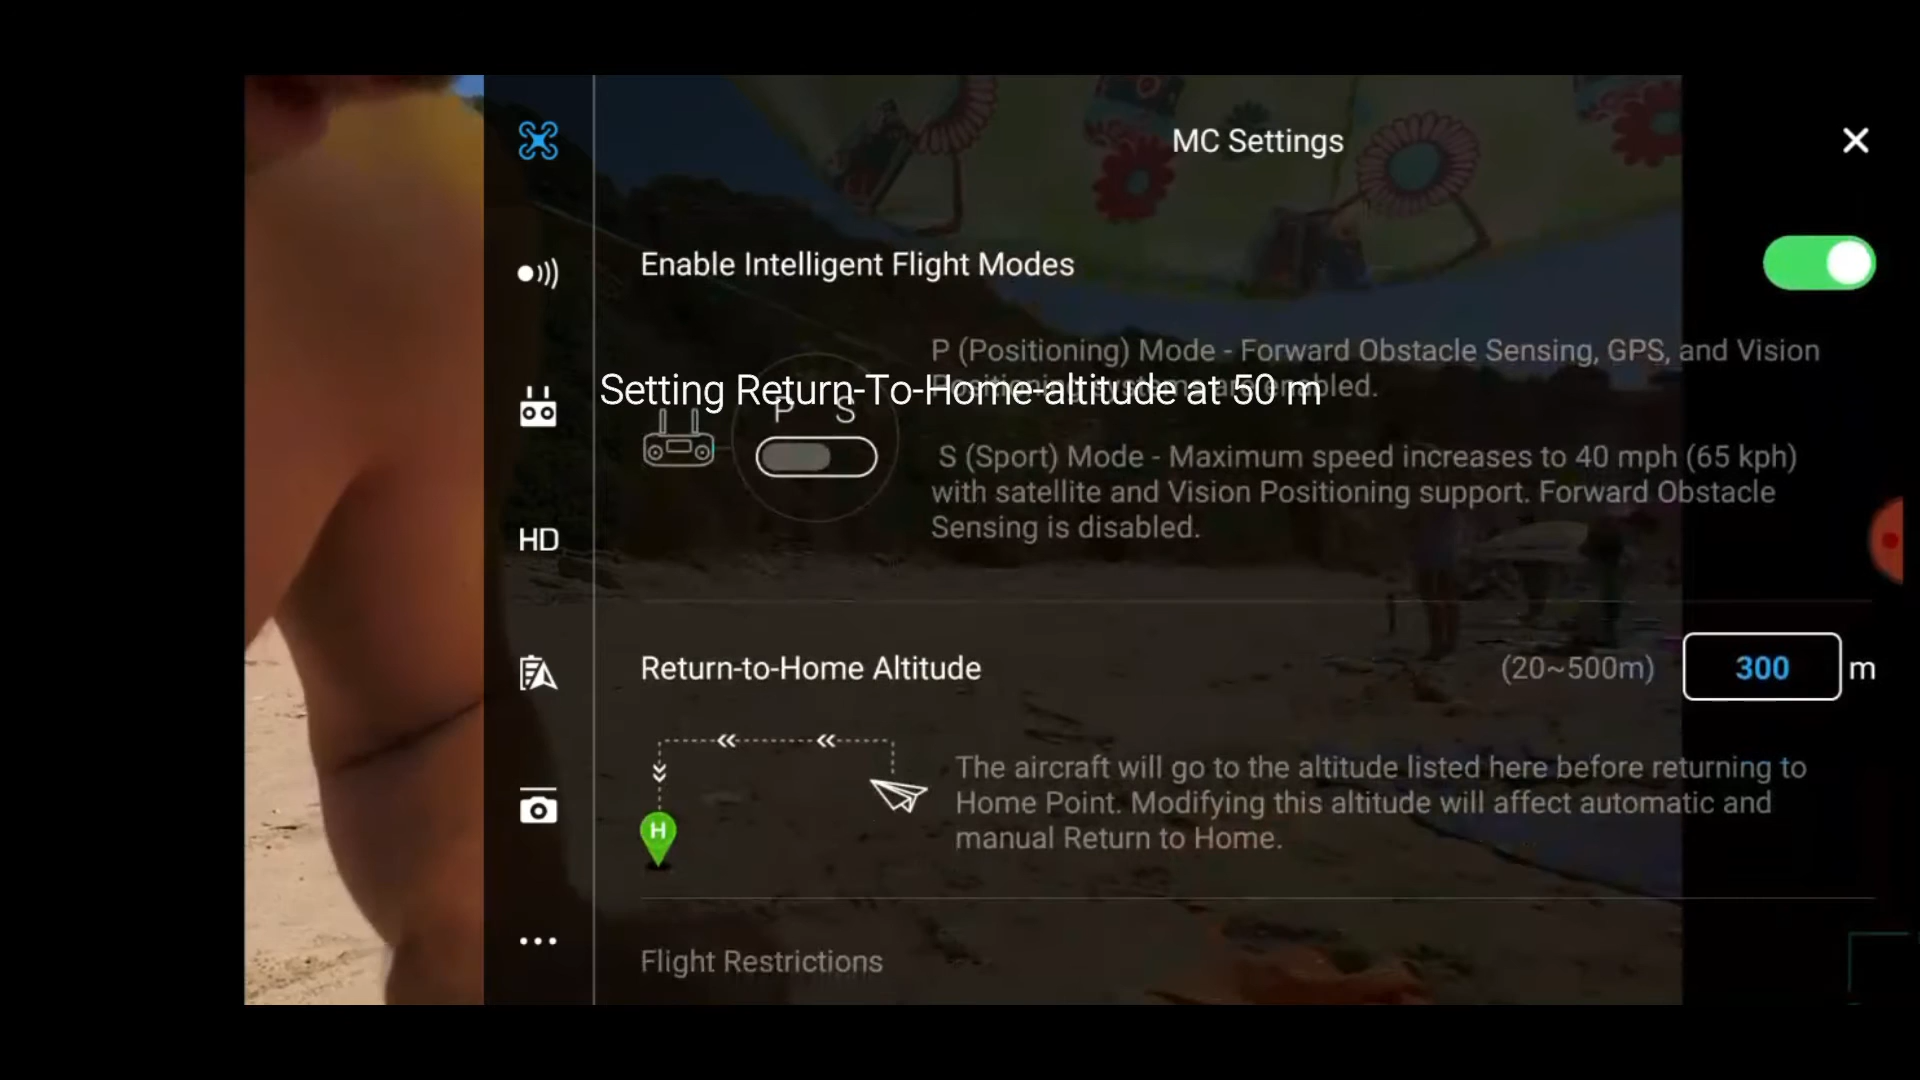 MC Settings
Enable Intelligent Flight Modes
P (Positioning) Mode - Forward Obstacle Sensing, GPS, and Vision
Positioning systems are enabled.
Setting Return-To-Home-altitude at 50 m
P S
S (Sport) Mode - Maximum speed increases to 40 mph (65 kph)
with satellite and Vision Positioning support. Forward Obstacle
Sensing is disabled.
HD
Return-to-Home Altitude (20~500m) 300 m
The aircraft will go to the altitude listed here before returning to
Home Point. Modifying this altitude will affect automatic and
manual Return to Home.
H
Flight Restrictions